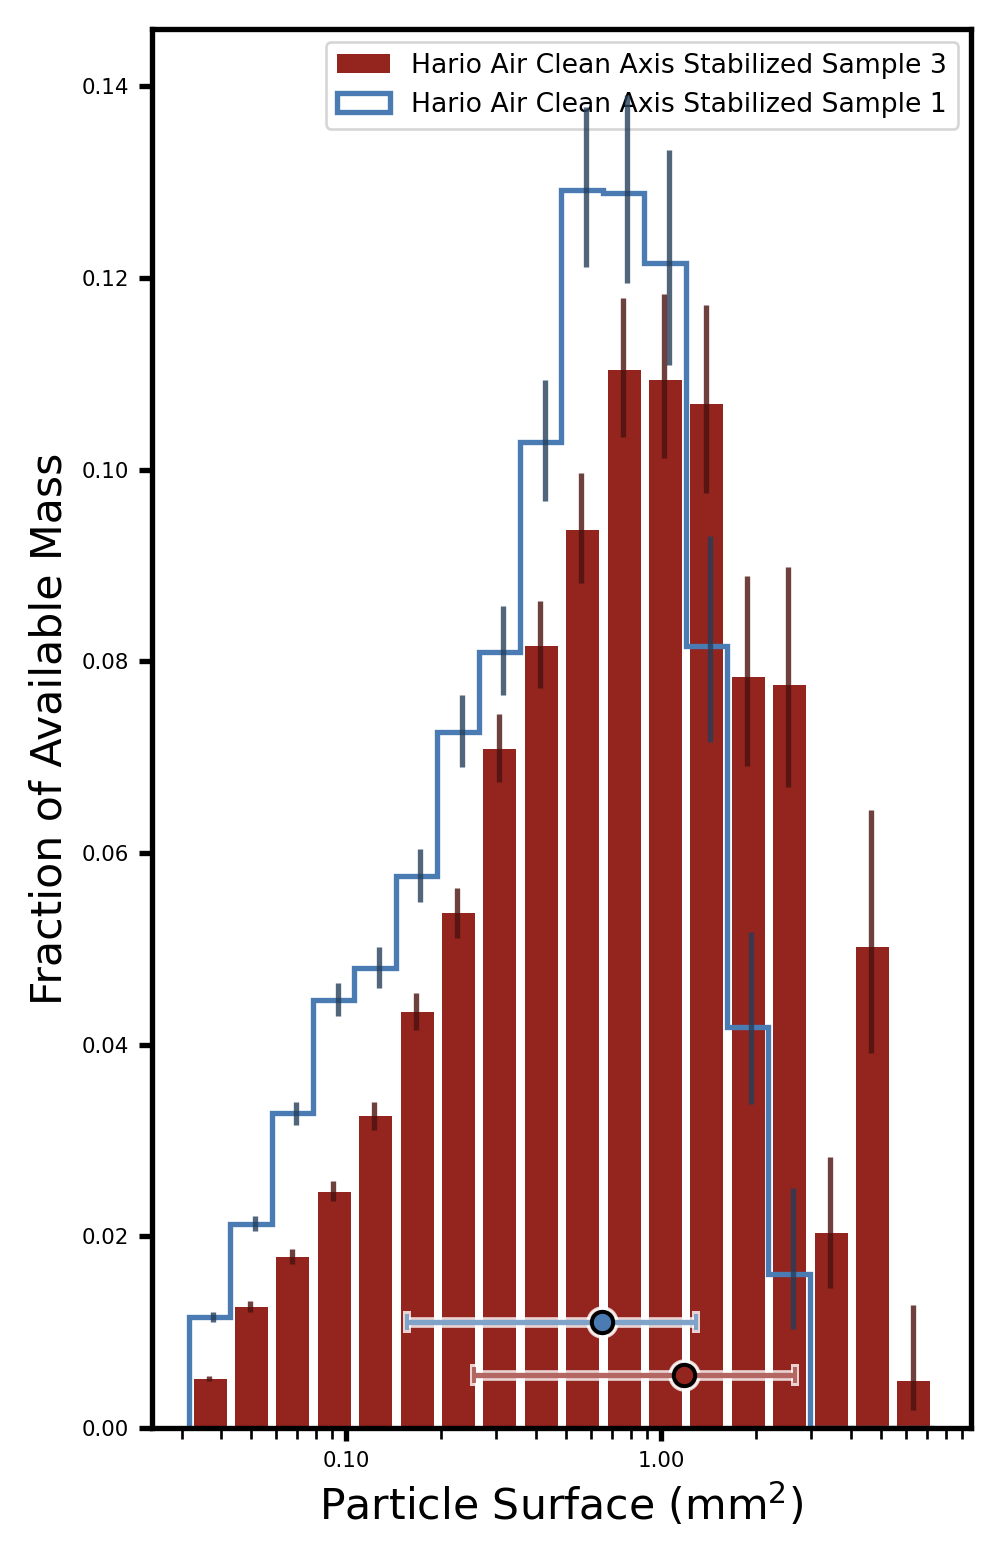 Hario Air Clean Axis Stabilized Sample 3
Hario Air Clean Axis Stabilized Sample 1
0.14
0.12
0.10
0.08
0.06
0.04
0.02
0.00
Fraction of Available Mass
0.10 1.00
Particle Surface (mm²)